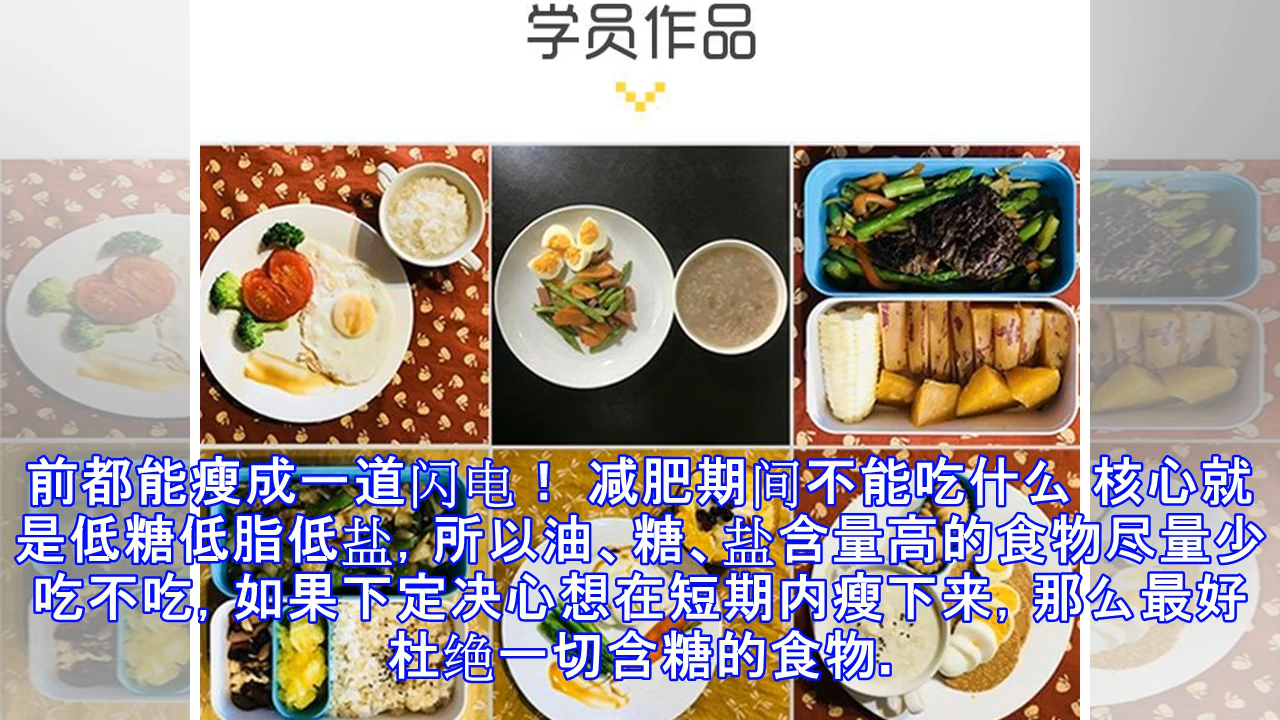 学员作品
前都能瘦成一道闪电！ 减肥期间不能吃什么 核心就
是低糖低脂低盐, 所以油、糖、盐含量高的食物尽量少
吃不吃, 如果下定决心想在短期内瘦下来, 那么最好
杜绝一切含糖的食物.